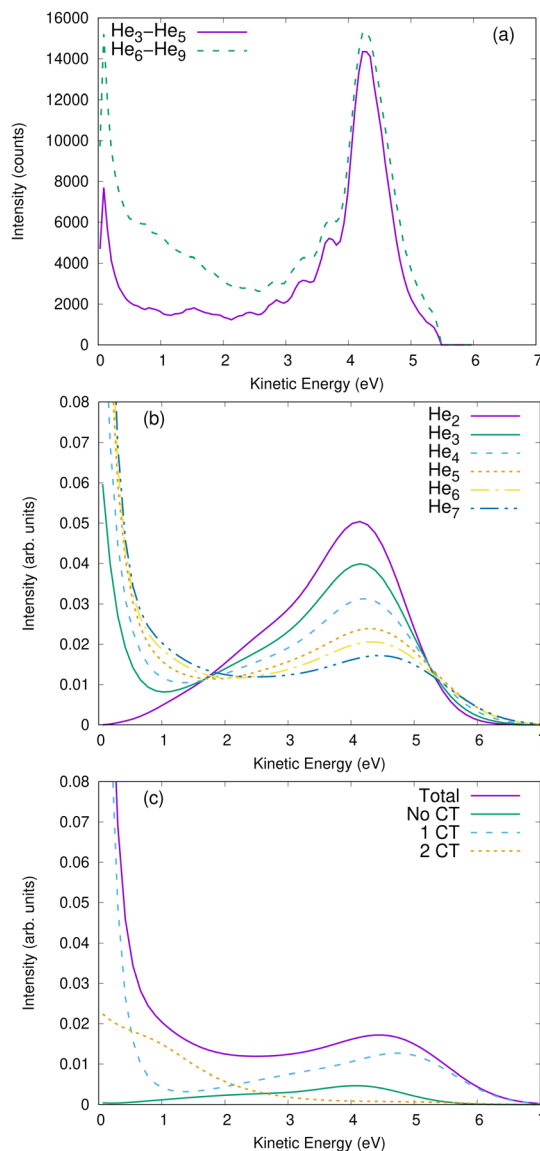 16000
14000
12000
10000
8000
6000
4000
2000
0
Intensity (counts)
He3–He5
He6–He9
(a)
0 1 2 3 4 5 6 7
Kinetic Energy (eV)
0.08
0.07
0.06
0.05
0.04
0.03
0.02
0.01
0
Intensity (arb. units)
(b)
He2
He3
He4
He5
He6
He7
0 1 2 3 4 5 6 7
Kinetic Energy (eV)
0.08
0.07
0.06
0.05
0.04
0.03
0.02
0.01
0
Intensity (arb. units)
(c)
Total
No CT
1 CT
2 CT
0 1 2 3 4 5 6 7
Kinetic Energy (eV)